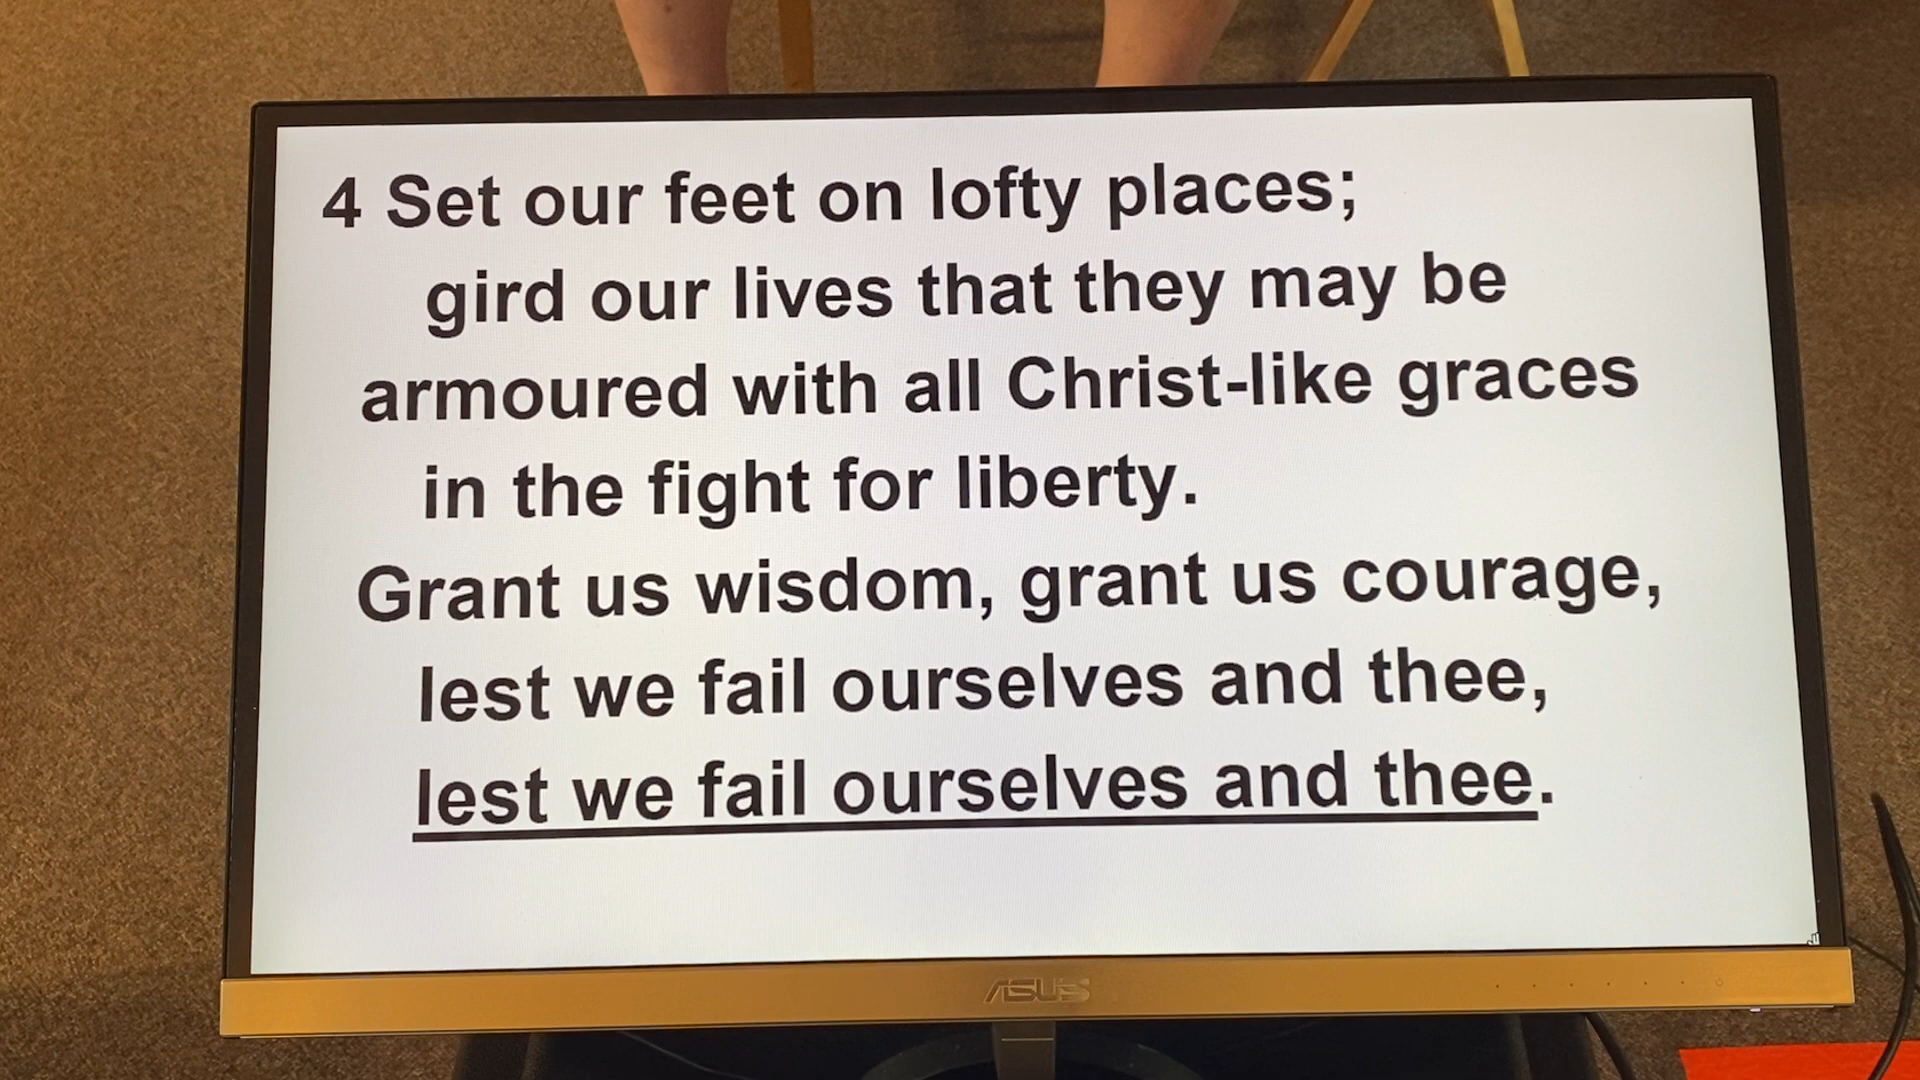 4 Set our feet on lofty places;
gird our lives that they may be
armoured with all Christ-like graces
in the fight for liberty.
Grant us wisdom, grant us courage,
lest we fail ourselves and thee,
lest we fail ourselves and thee.
ASUS